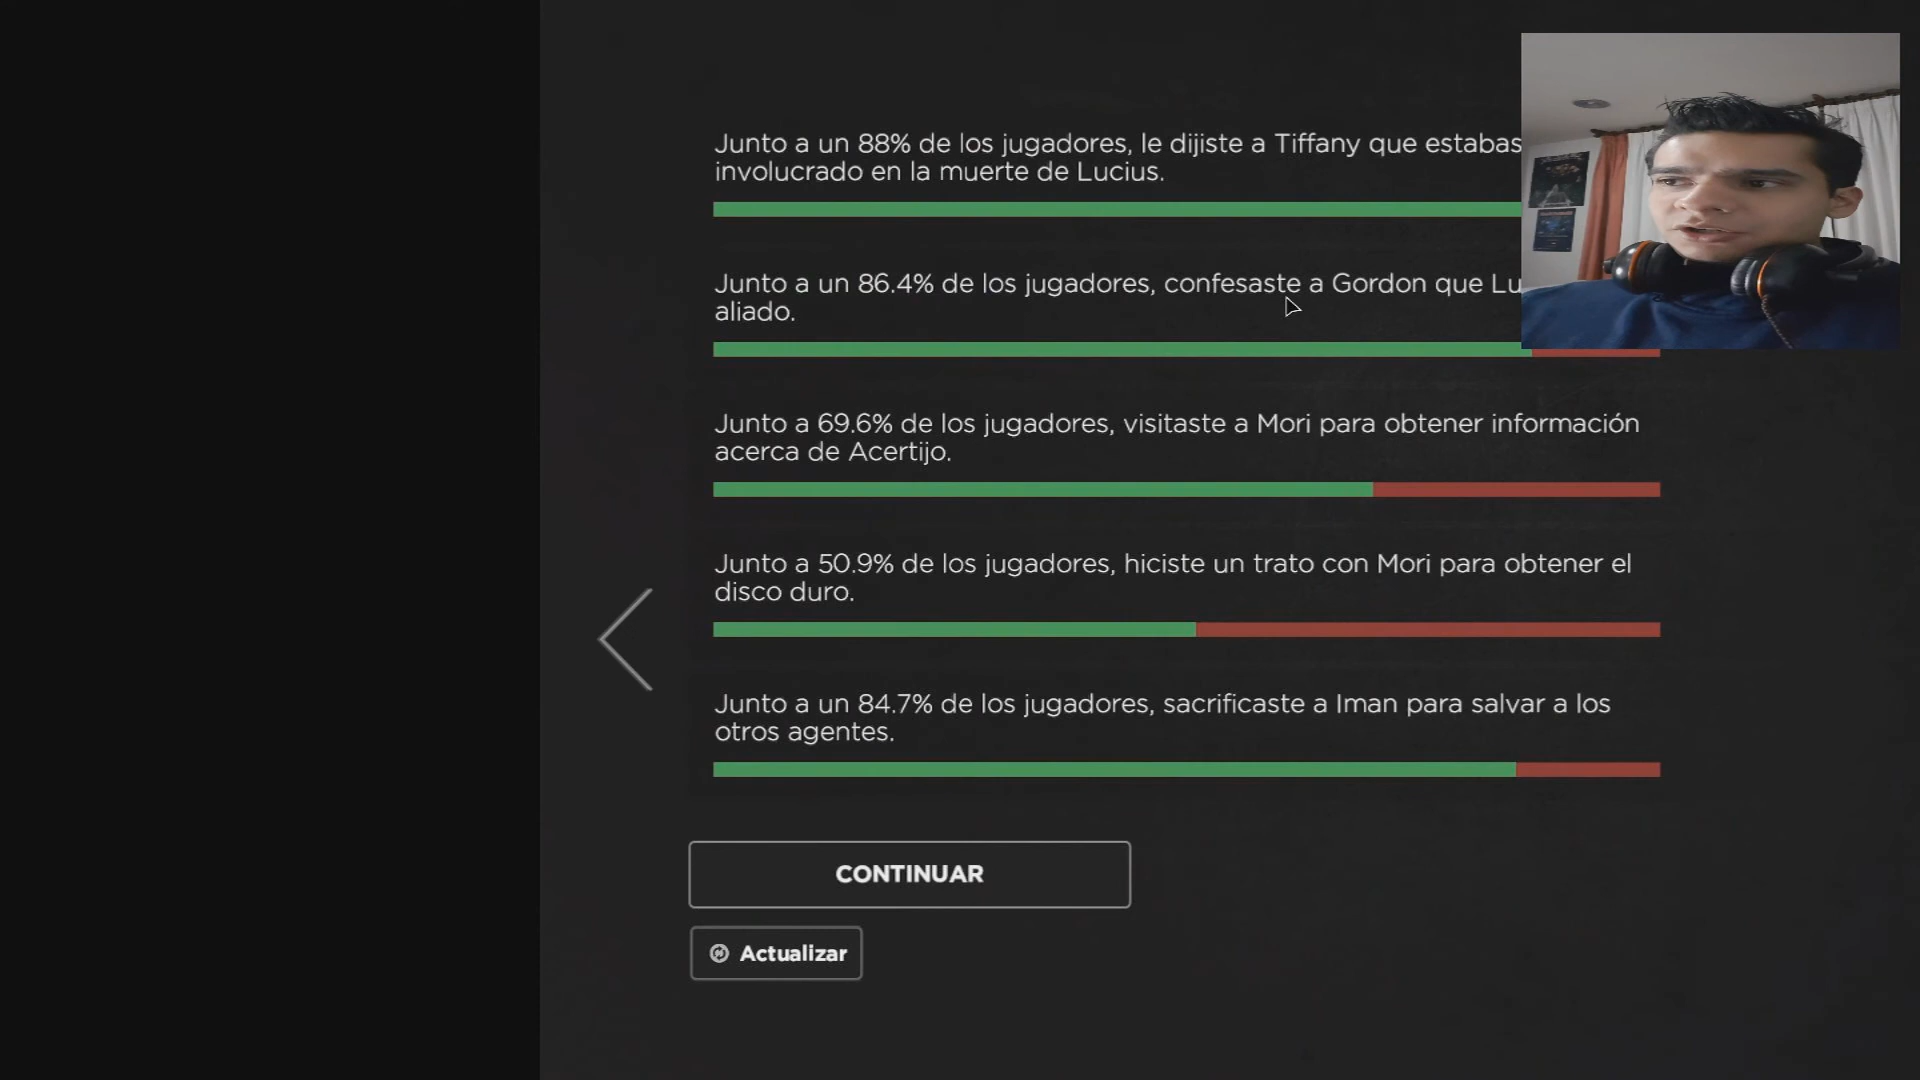 Junto a un 88% de los jugadores, le dijiste a Tiffany que estabas
involucrado en la muerte de Lucius.
Junto a un 86.4% de los jugadores, confesaste a Gordon que
aliado.
Junto a 69.6% de los jugadores, visitaste a Mori para obtener información
acerca de Acertijo.
Junto a 50.9% de los jugadores, hiciste un trato con Mori para obtener el
disco duro.
Junto a un 84.7% de los jugadores, sacrificaste a Iman para salvar a los
otros agentes.
CONTINUAR
Actualizar